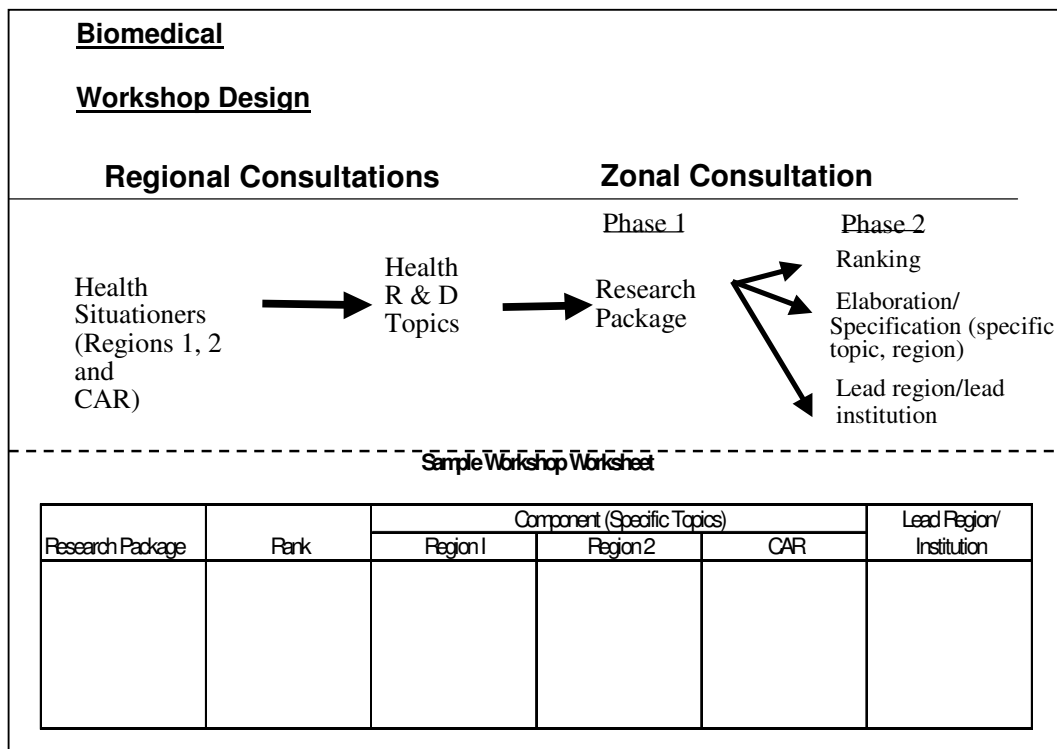 Biomedical
Workshop Design
Regional Consultations
Zonal Consultation
Phase 1
Phase 2
Health
Situationers
(Regions 1, 2
and
CAR)
Health
R & D
Topics
Research
Package
Ranking
Elaboration/
Specification (specific
topic, region)
Lead region/lead
institution
Sample Workshop Worksheet
Research Package
Rank
Component (Specific Topics)
Region I
Region 2
CAR
Lead Region/
Institution